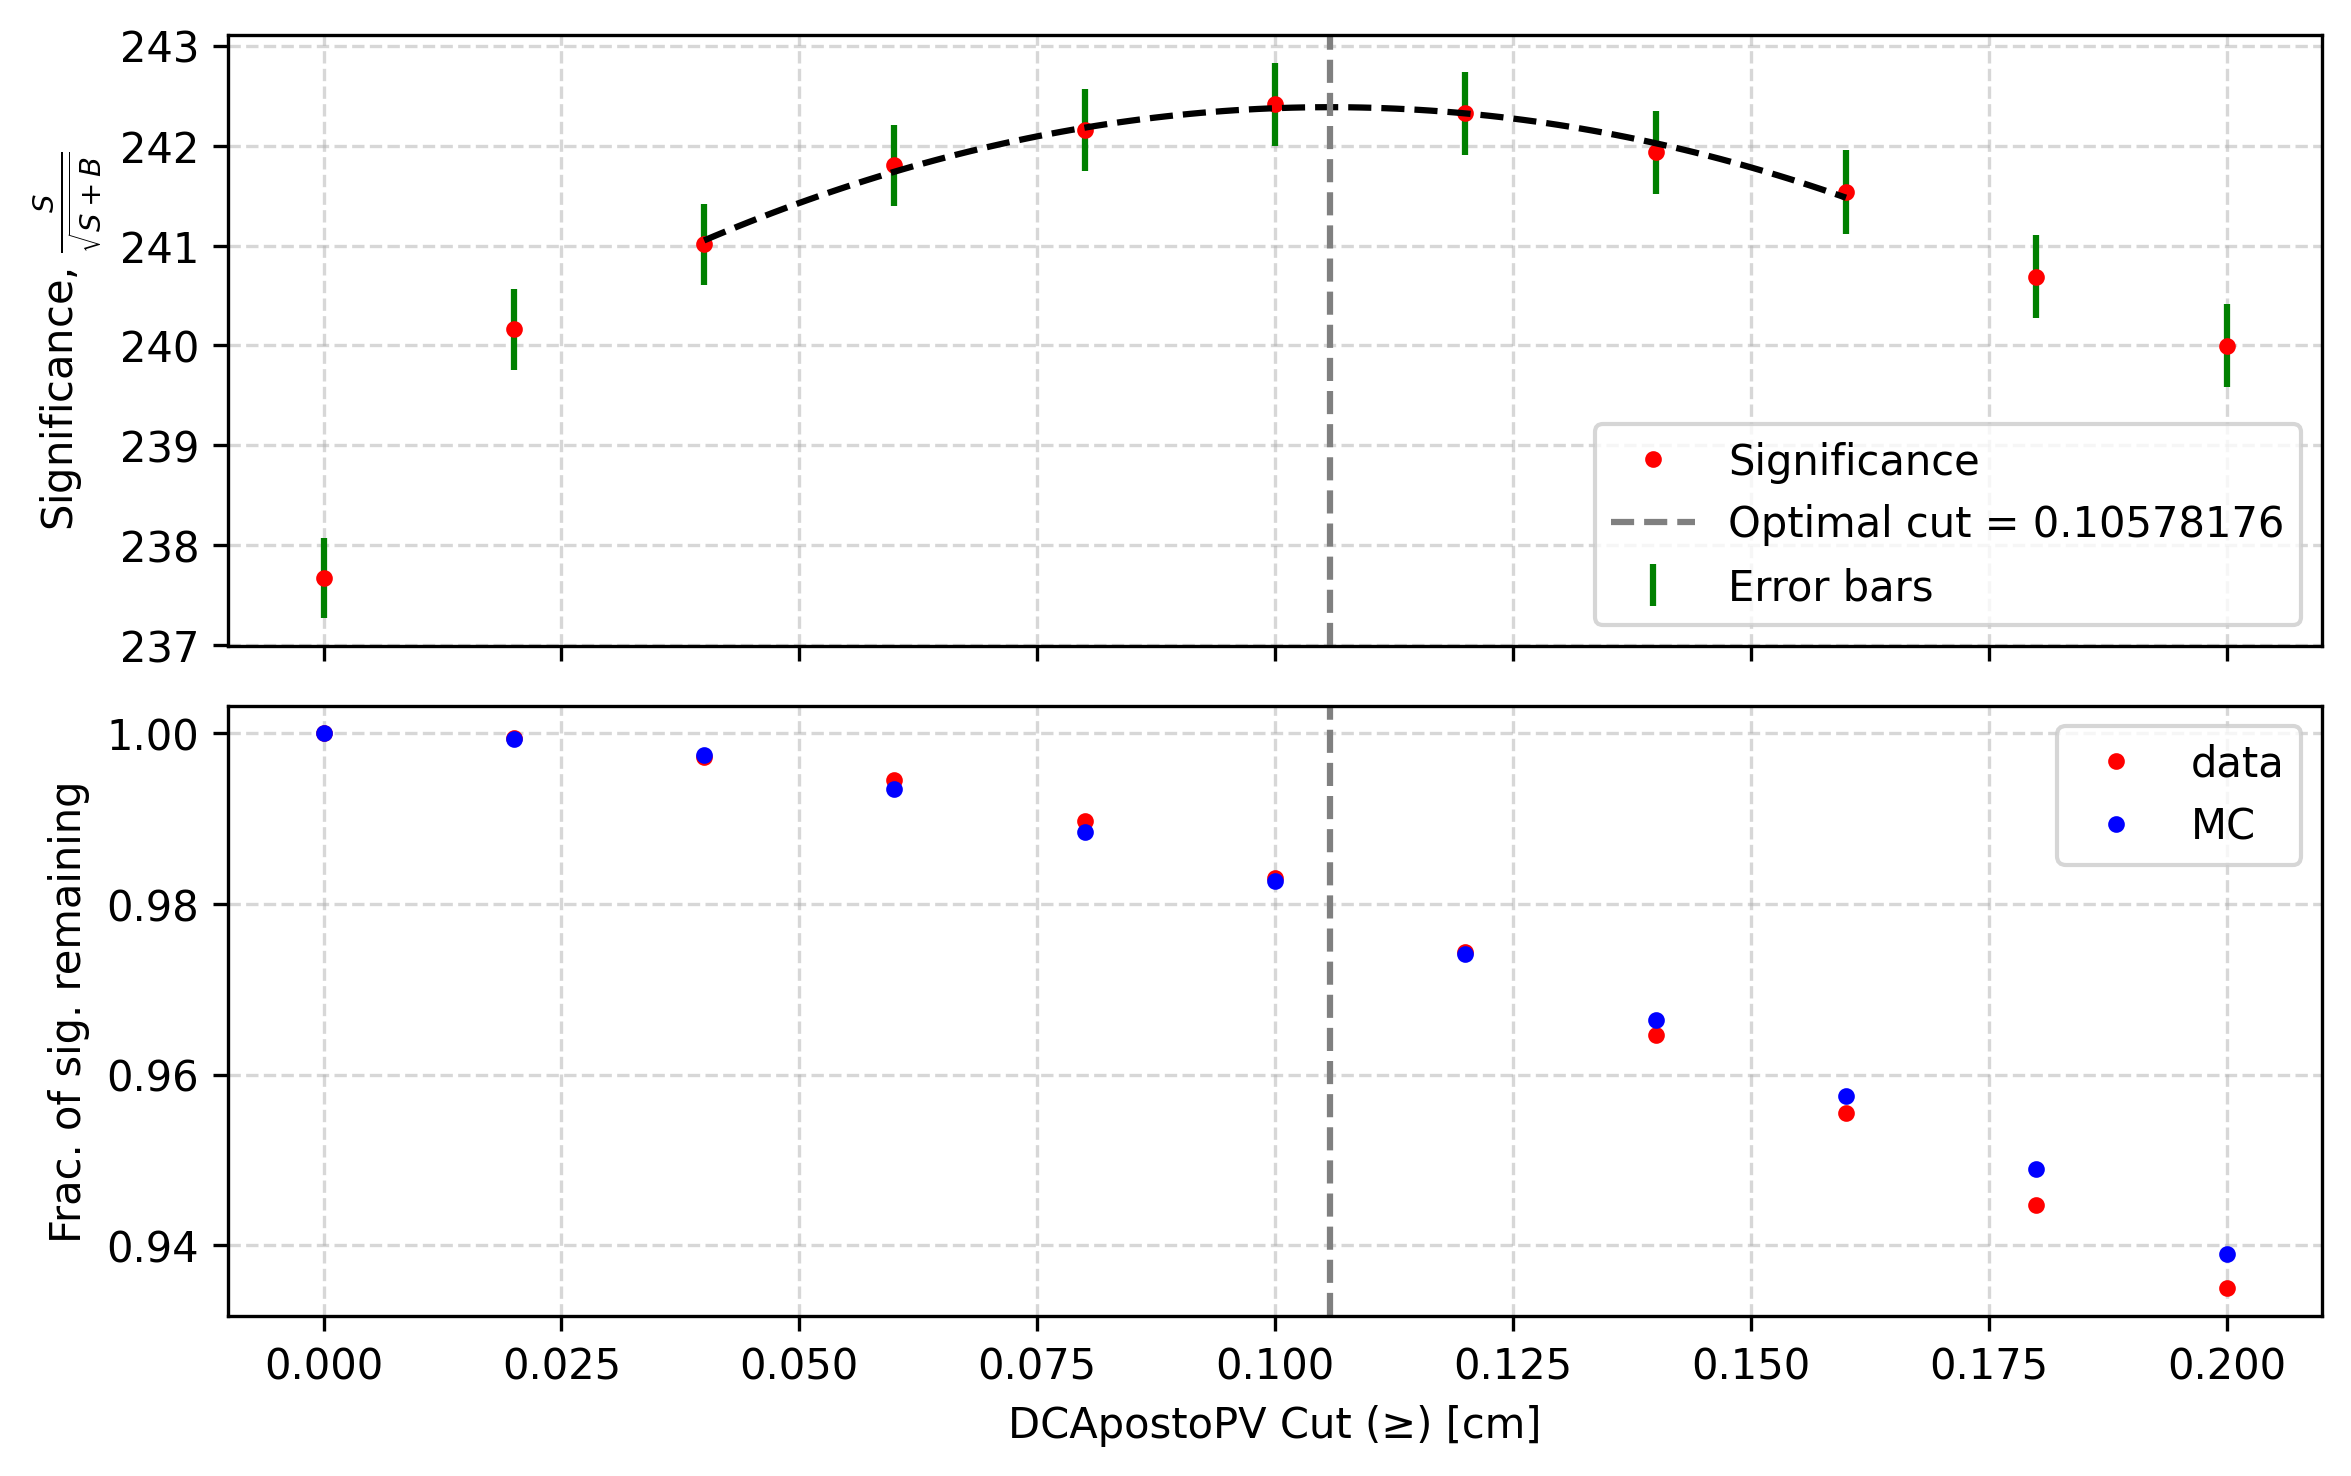 243
242
241
240
239
238
237
Significance, S/√(S + B)
Significance
Optimal cut = 0.10578176
Error bars
1.00
0.98
0.96
0.94
Frac. of sig. remaining
data
MC
0.000 0.025 0.050 0.075 0.100 0.125 0.150 0.175 0.200
DCApostoPV Cut (≥) [cm]